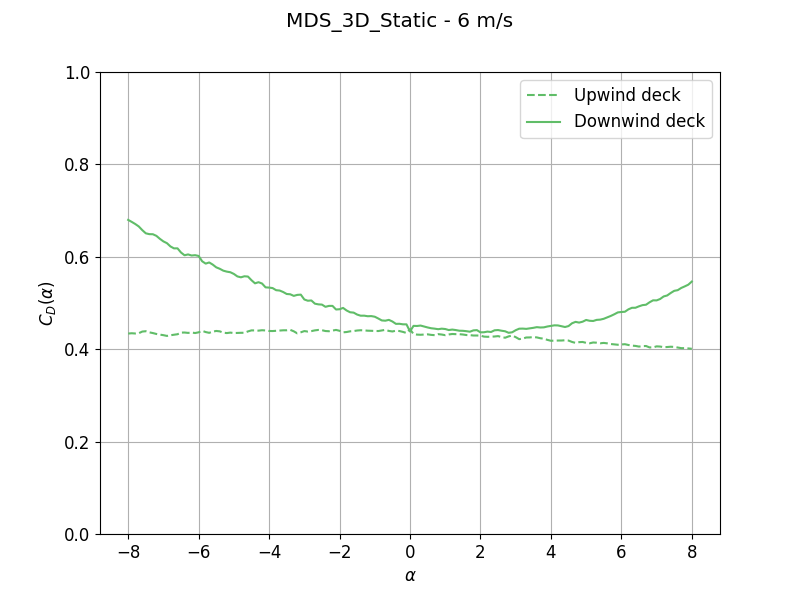 MDS_3D_Static - 6 m/s
Upwind deck
Downwind deck
1.0
0.8
0.6
0.4
0.2
0.0
C_D(α)
−8 −6 −4 −2 0 2 4 6 8
α